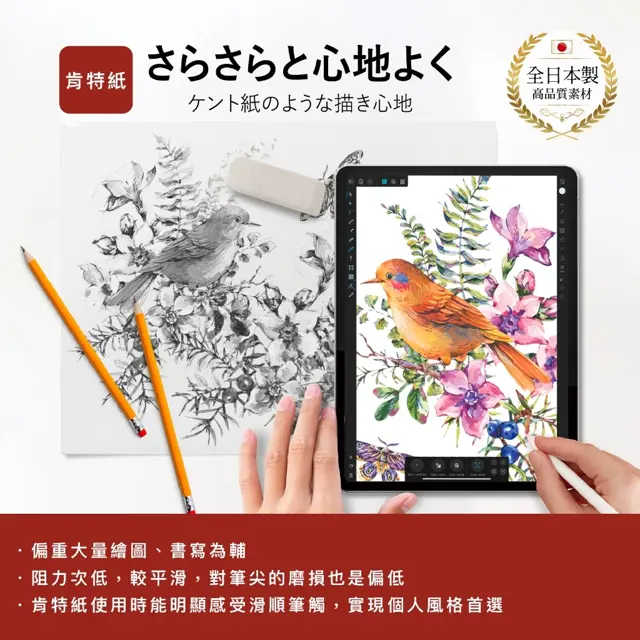 肯特紙
さらさらと心地よく
ケント紙のような描き心地
全日本製
高品質素材
・偏重大量繪圖、書寫為輔
・阻力次低，較平滑，對筆尖的磨損也是偏低
・肯特紙使用時能明顯感受滑順筆觸，實現個人風格首選